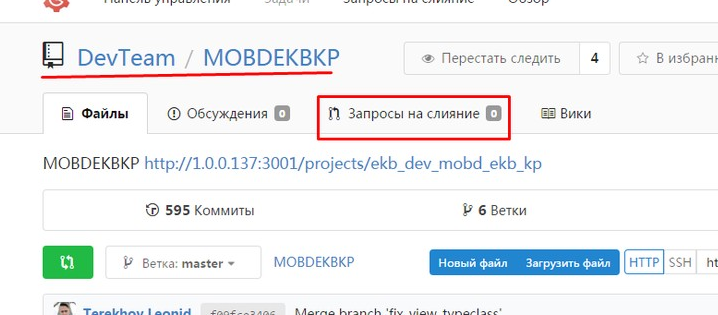 Панель управления Задачи Запросы на слияние Обзор
DevTeam / MOBDEKBKP Перестать следить 4 В избранн
Файлы Обсуждения 0 Запросы на слияние 0 Вики
MOBDEKBKP http://1.0.0.137:3001/projects/ekb_dev_mobd_ekb_kp
595 Коммиты 6 Ветки
Ветка: master MOBDEKBKP Новый файл Загрузить файл HTTP SSH ht
Terekhov Leonid f09fce3406 Merge branch 'fix_view_typeclass'